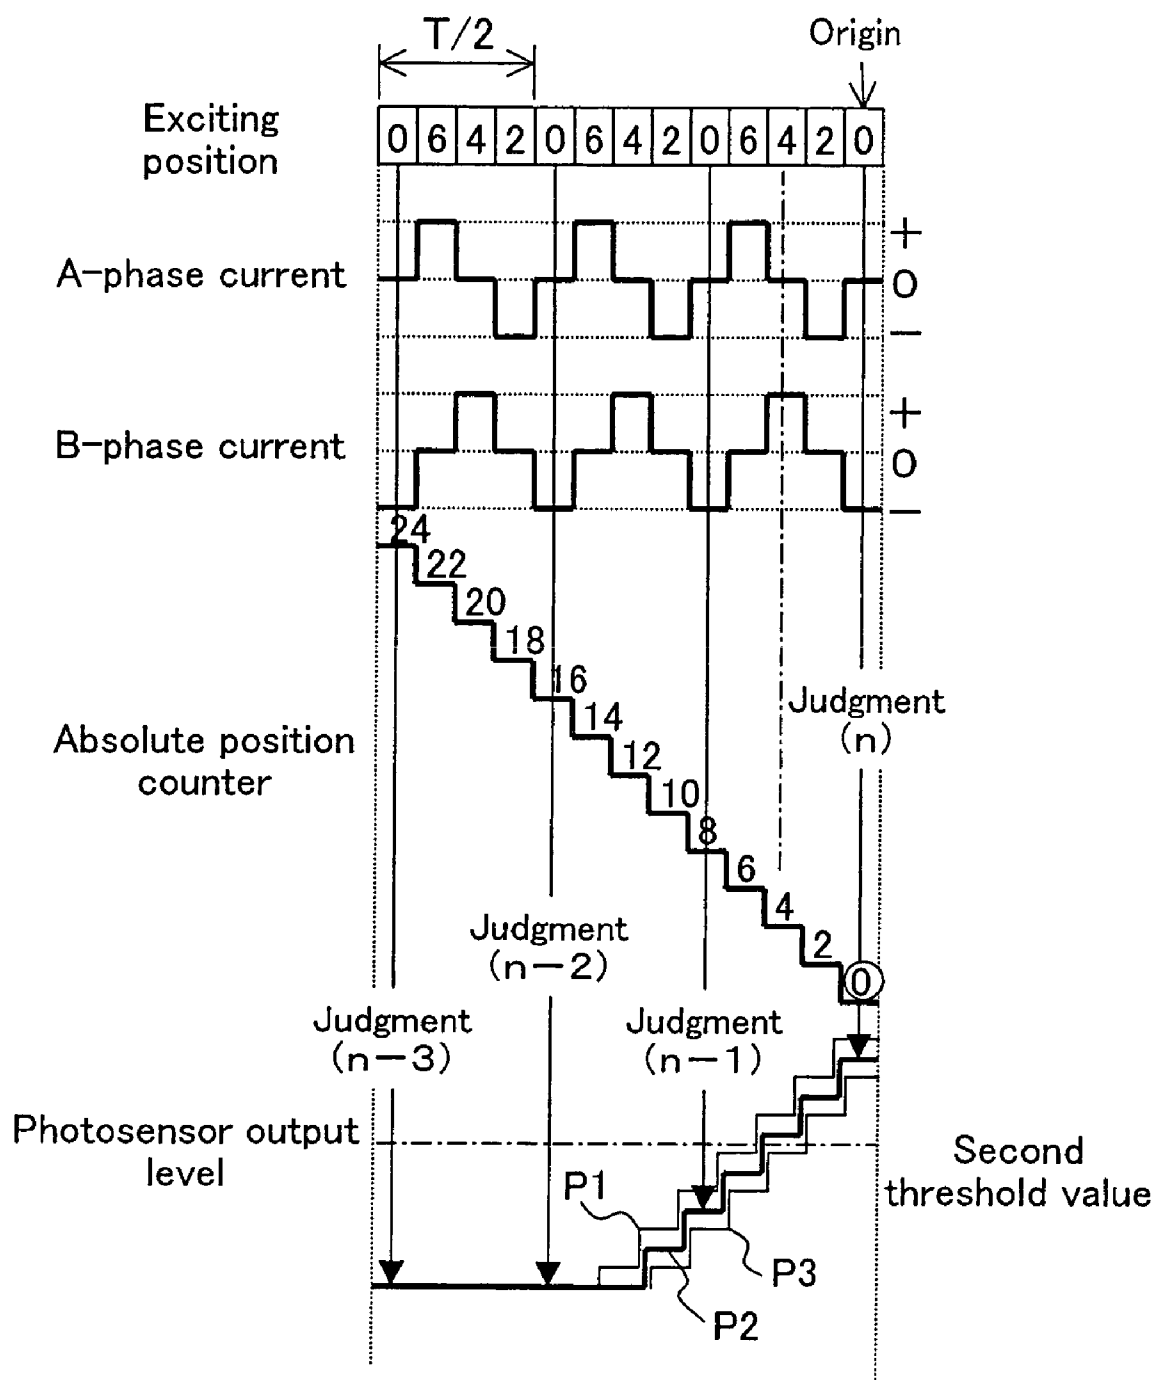 T/2
Origin
Exciting
position
0 6 4 2 0 6 4 2 0 6 4 2 0
A-phase current
+
0
−
B-phase current
+
0
−
24
22
20
18
16
14
12
10
8
6
4
2
0
Absolute position
counter
Judgment
(n)
Judgment
(n−2)
Judgment
(n−3)
Judgment
(n−1)
Photosensor output
level
Second
threshold value
P1
P3
P2